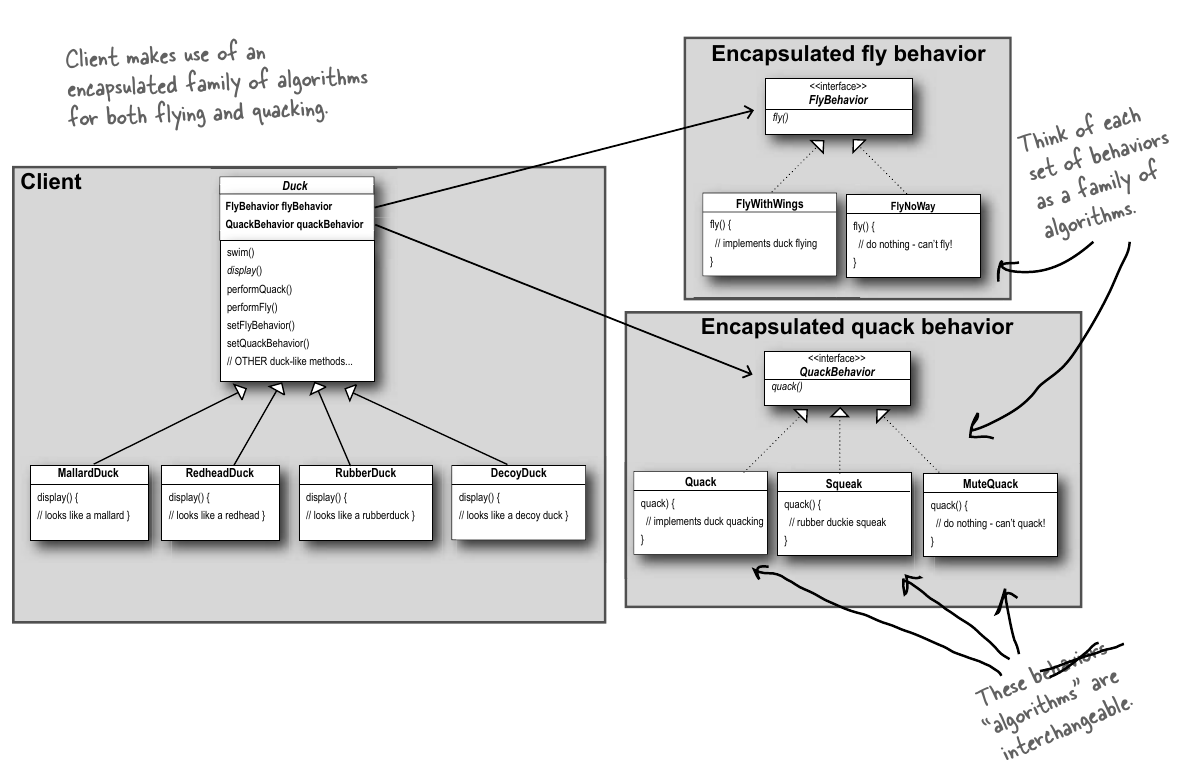 Client makes use of an
encapsulated family of algorithms
for both flying and quacking.
Client
Duck
FlyBehavior flyBehavior
QuackBehavior quackBehavior
swim()
display()
performQuack()
performFly()
setFlyBehavior()
setQuackBehavior()
// OTHER duck-like methods...
MallardDuck
display() {
// looks like a mallard }
RedheadDuck
display() {
// looks like a redhead }
RubberDuck
display() {
// looks like a rubberduck }
DecoyDuck
display() {
// looks like a decoy duck }
Encapsulated fly behavior
<<interface>>
FlyBehavior
fly()
FlyWithWings
fly() {
// implements duck flying
}
FlyNoWay
fly() {
// do nothing - can't fly!
}
Think of each
set of behaviors
as a family of
algorithms.
Encapsulated quack behavior
<<interface>>
QuackBehavior
quack()
Quack
quack) {
// implements duck quacking
}
Squeak
quack() {
// rubber duckie squeak
}
MuteQuack
quack() {
// do nothing - can't quack!
}
These behaviors
“algorithms” are
interchangeable.